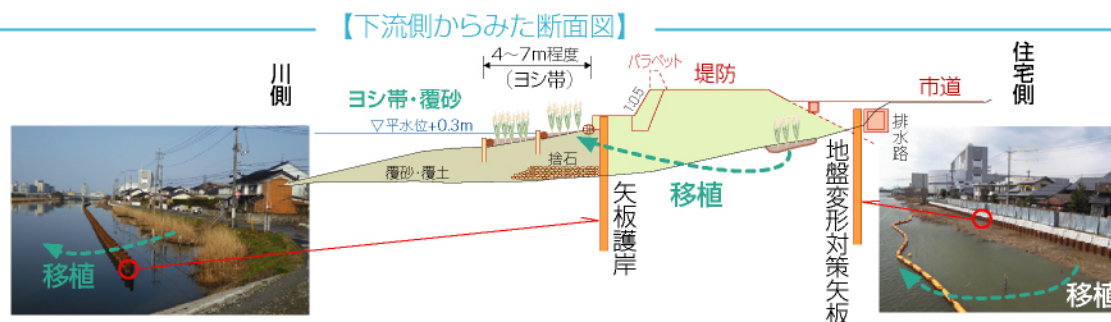 【下流側からみた断面図】
4〜7m程度
(ヨシ帯)
川側
ヨシ帯・覆砂
▽平水位+0.3m
パラペット
1:0.5
堤防
市道
住宅側
排水路
捨石
覆砂・覆土
移植
矢板護岸
地盤変形対策矢板
移植
移植